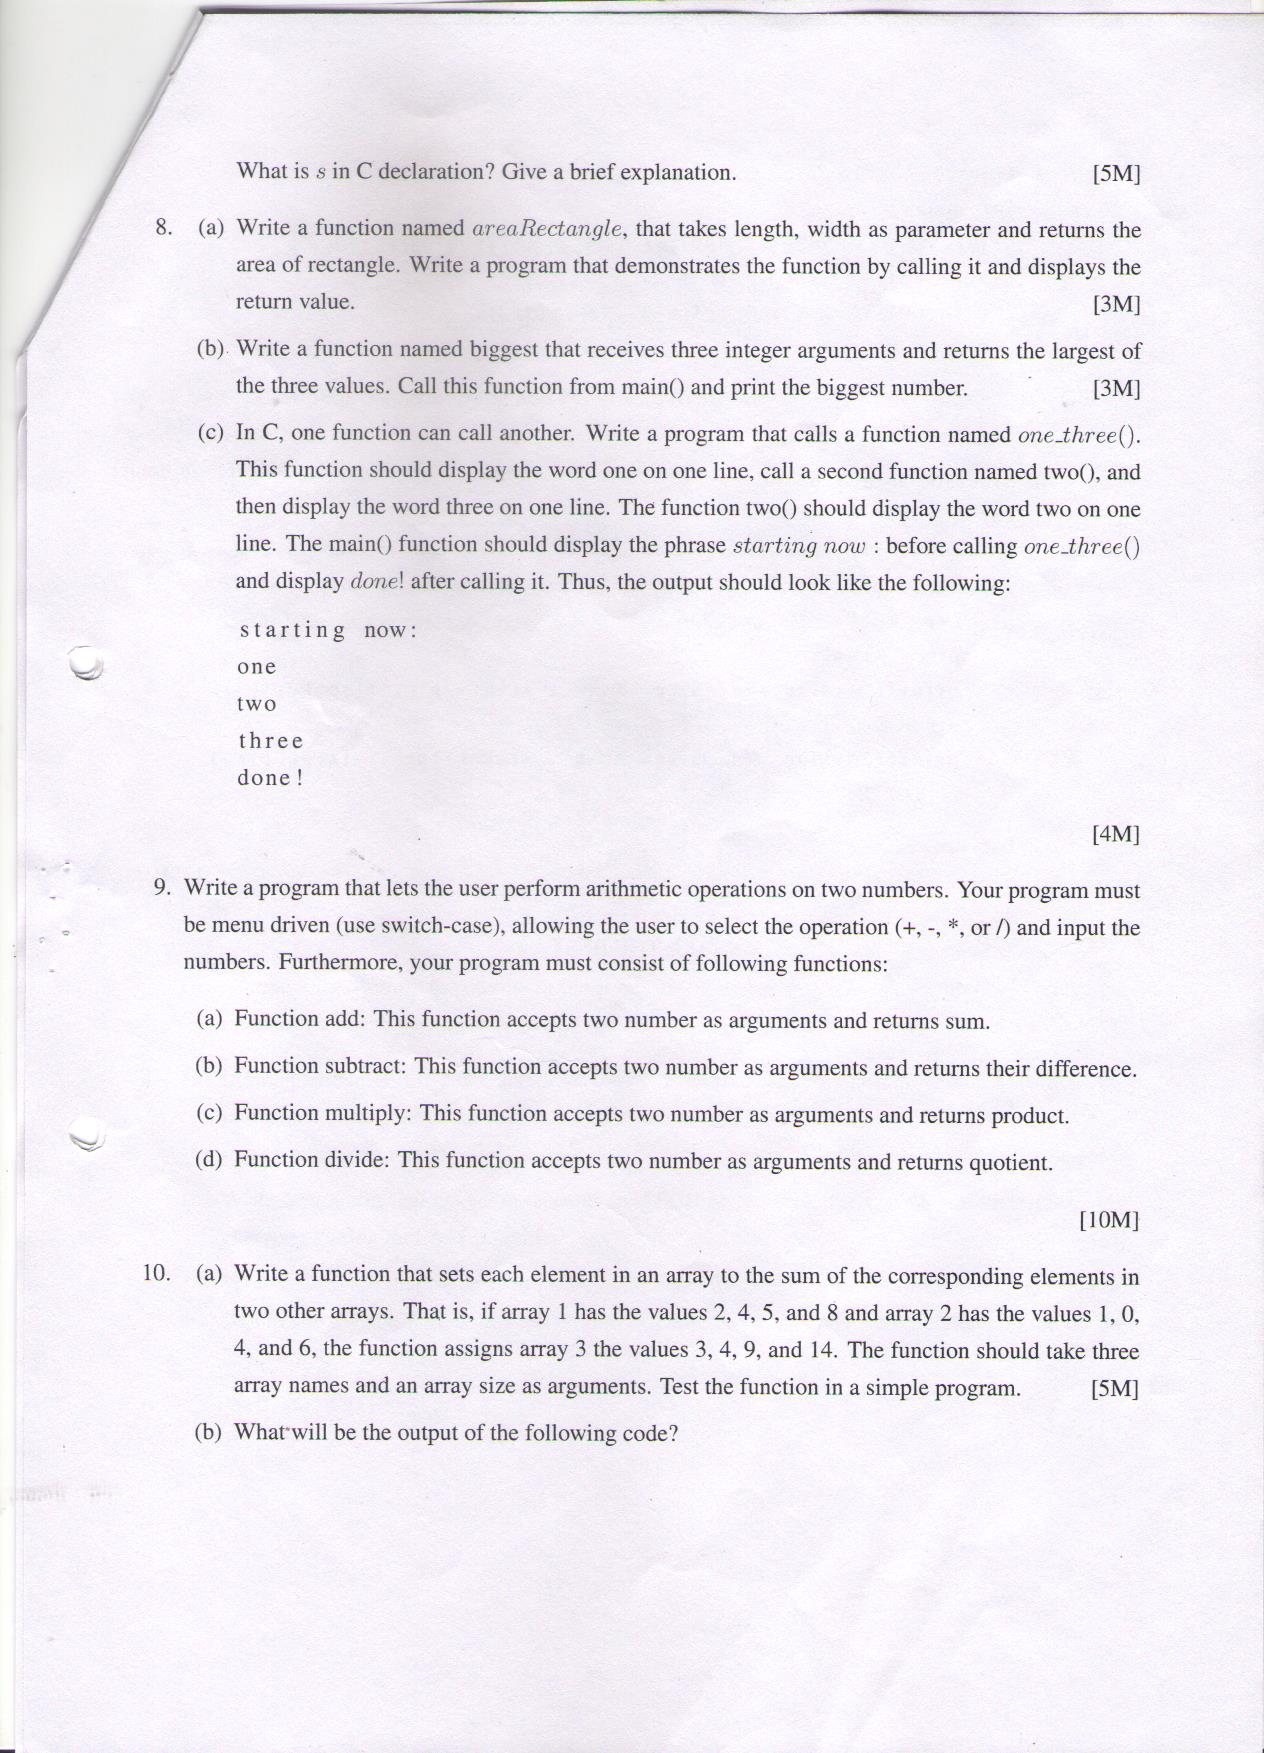 What is s in C declaration? Give a brief explanation. [5M]
8. (a) Write a function named areaRectangle, that takes length, width as parameter and returns the
area of rectangle. Write a program that demonstrates the function by calling it and displays the
return value. [3M]
(b) Write a function named biggest that receives three integer arguments and returns the largest of
the three values. Call this function from main() and print the biggest number. [3M]
(c) In C, one function can call another. Write a program that calls a function named one_three().
This function should display the word one on one line, call a second function named two(), and
then display the word three on one line. The function two() should display the word two on one
line. The main() function should display the phrase starting now : before calling one_three()
and display done! after calling it. Thus, the output should look like the following:
starting now:
one
two
three
done!
[4M]
9. Write a program that lets the user perform arithmetic operations on two numbers. Your program must
be menu driven (use switch-case), allowing the user to select the operation (+, -, *, or /) and input the
numbers. Furthermore, your program must consist of following functions:
(a) Function add: This function accepts two number as arguments and returns sum.
(b) Function subtract: This function accepts two number as arguments and returns their difference.
(c) Function multiply: This function accepts two number as arguments and returns product.
(d) Function divide: This function accepts two number as arguments and returns quotient.
[10M]
10. (a) Write a function that sets each element in an array to the sum of the corresponding elements in
two other arrays. That is, if array 1 has the values 2, 4, 5, and 8 and array 2 has the values 1, 0,
4, and 6, the function assigns array 3 the values 3, 4, 9, and 14. The function should take three
array names and an array size as arguments. Test the function in a simple program. [5M]
(b) What will be the output of the following code?